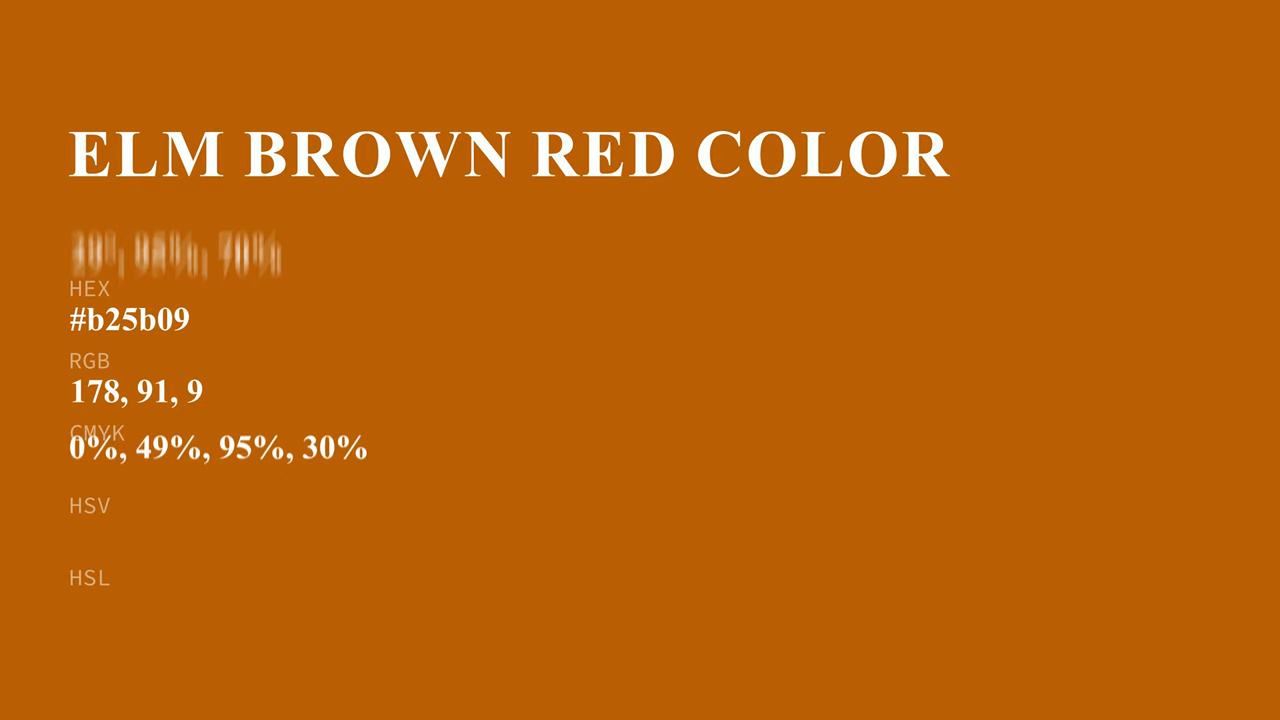 ELM BROWN RED COLOR
HEX
#b25b09
RGB
178, 91, 9
CMYK
0%, 49%, 95%, 30%
HSV
HSL